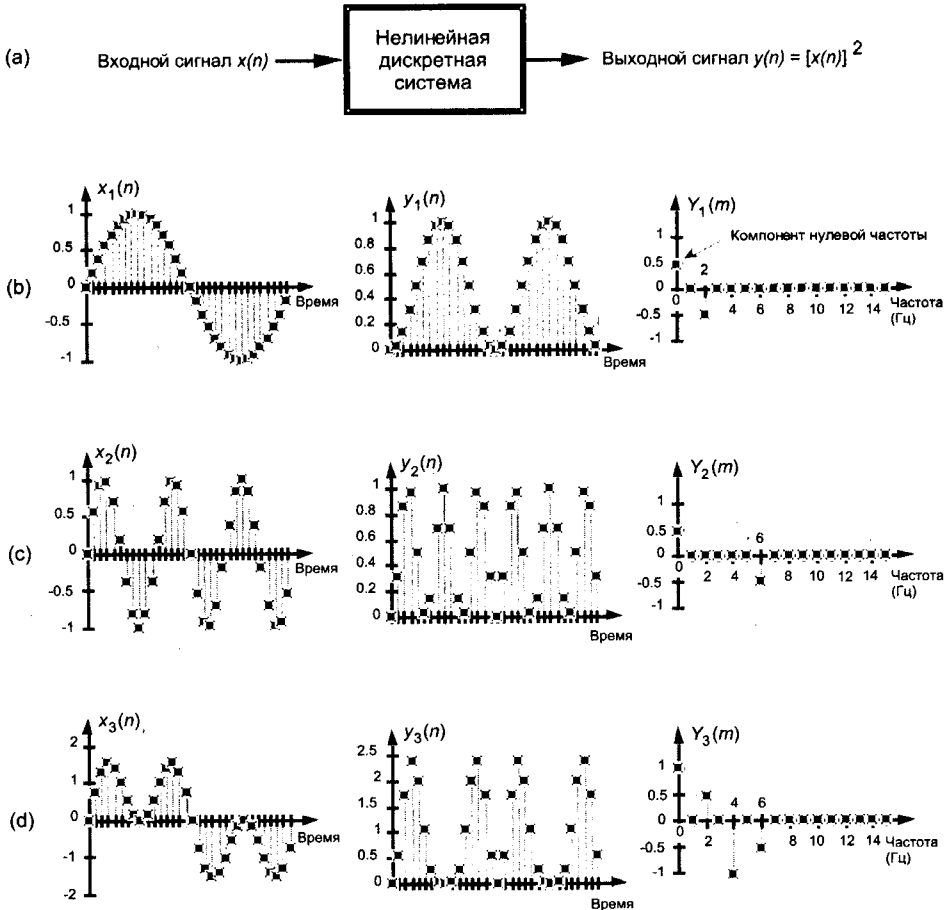 (a)
Входной сигнал x(n)
Нелинейная
дискретная
система
Выходной сигнал y(n) = [x(n)] 2
(b)
x1(n)
1
0.5
0
-0.5
-1
Время
y1(n)
1
0.8
0.6
0.4
0.2
0
Время
Y1(m)
1
0.5
0
-0.5
-1
Компонент нулевой частоты
2
0 4 6 8 10 12 14
Частота
(Гц)
(c)
x2(n)
1
0.5
0
-0.5
-1
Время
y2(n)
1
0.8
0.6
0.4
0.2
0
Время
Y2(m)
1
0.5
0
-0.5
-1
6
0 2 4 8 10 12 14
Частота
(Гц)
(d)
x3(n)
2
1
0
-1
-2
Время
y3(n)
2.5
2
1.5
1
0.5
0
Время
Y3(m)
1
0.5
0
-0.5
-1
4 6
0 2 8 10 12 14
Частота
(Гц)